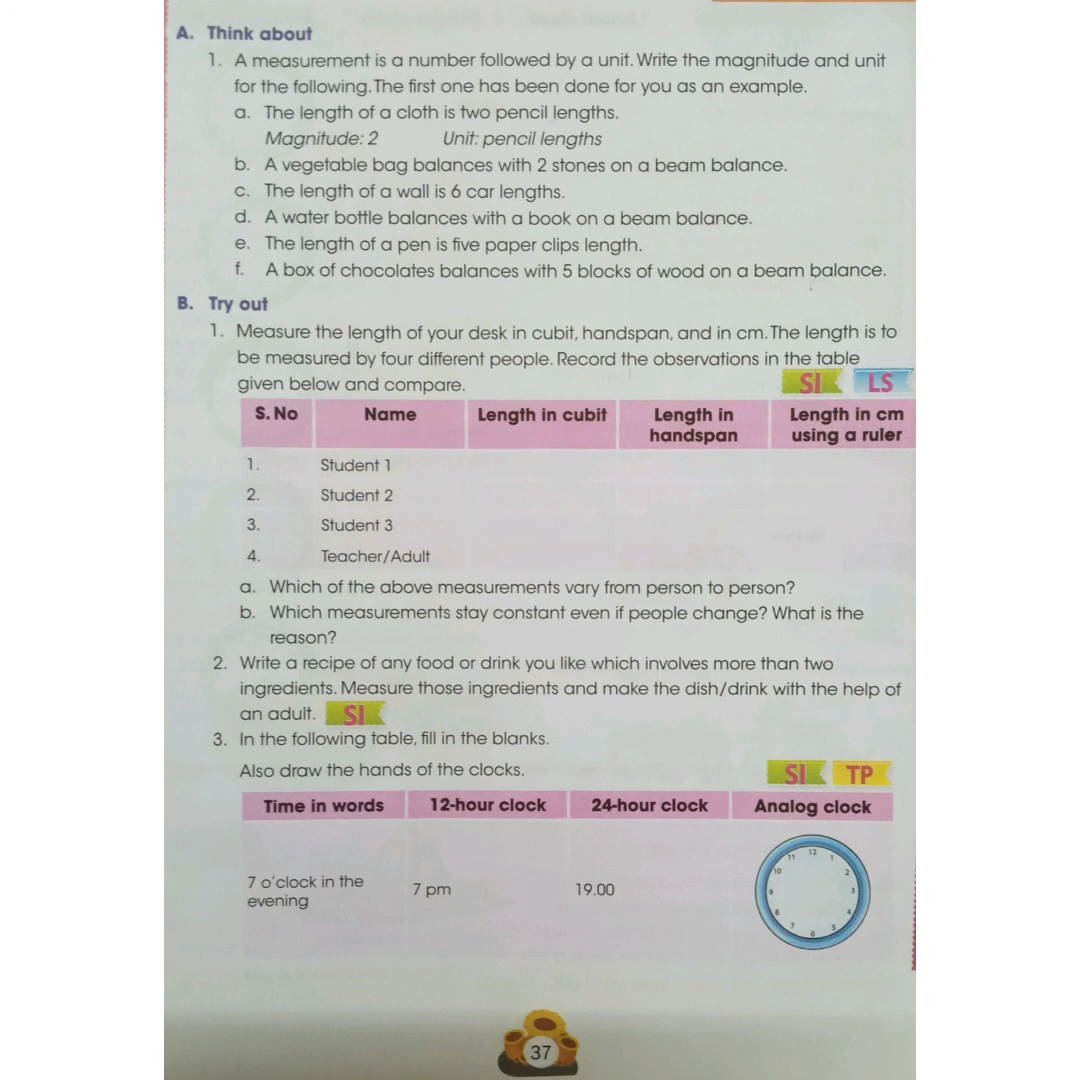 A. Think about
1. A measurement is a number followed by a unit. Write the magnitude and unit
for the following. The first one has been done for you as an example.
a. The length of a cloth is two pencil lengths.
Magnitude: 2 Unit: pencil lengths
b. A vegetable bag balances with 2 stones on a beam balance.
c. The length of a wall is 6 car lengths.
d. A water bottle balances with a book on a beam balance.
e. The length of a pen is five paper clips length.
f. A box of chocolates balances with 5 blocks of wood on a beam balance.
B. Try out
1. Measure the length of your desk in cubit, handspan, and in cm. The length is to
be measured by four different people. Record the observations in the table
given below and compare. SI LS
S. No Name Length in cubit Length in handspan Length in cm using a ruler
1. Student 1
2. Student 2
3. Student 3
4. Teacher/Adult
a. Which of the above measurements vary from person to person?
b. Which measurements stay constant even if people change? What is the
reason?
2. Write a recipe of any food or drink you like which involves more than two
ingredients. Measure those ingredients and make the dish/drink with the help of
an adult. SI
3. In the following table, fill in the blanks.
Also draw the hands of the clocks. SI TP
Time in words 12-hour clock 24-hour clock Analog clock
7 o'clock in the
evening
7 pm 19.00
12 1 2 3 4 5 6 7 8 9 10 11
37